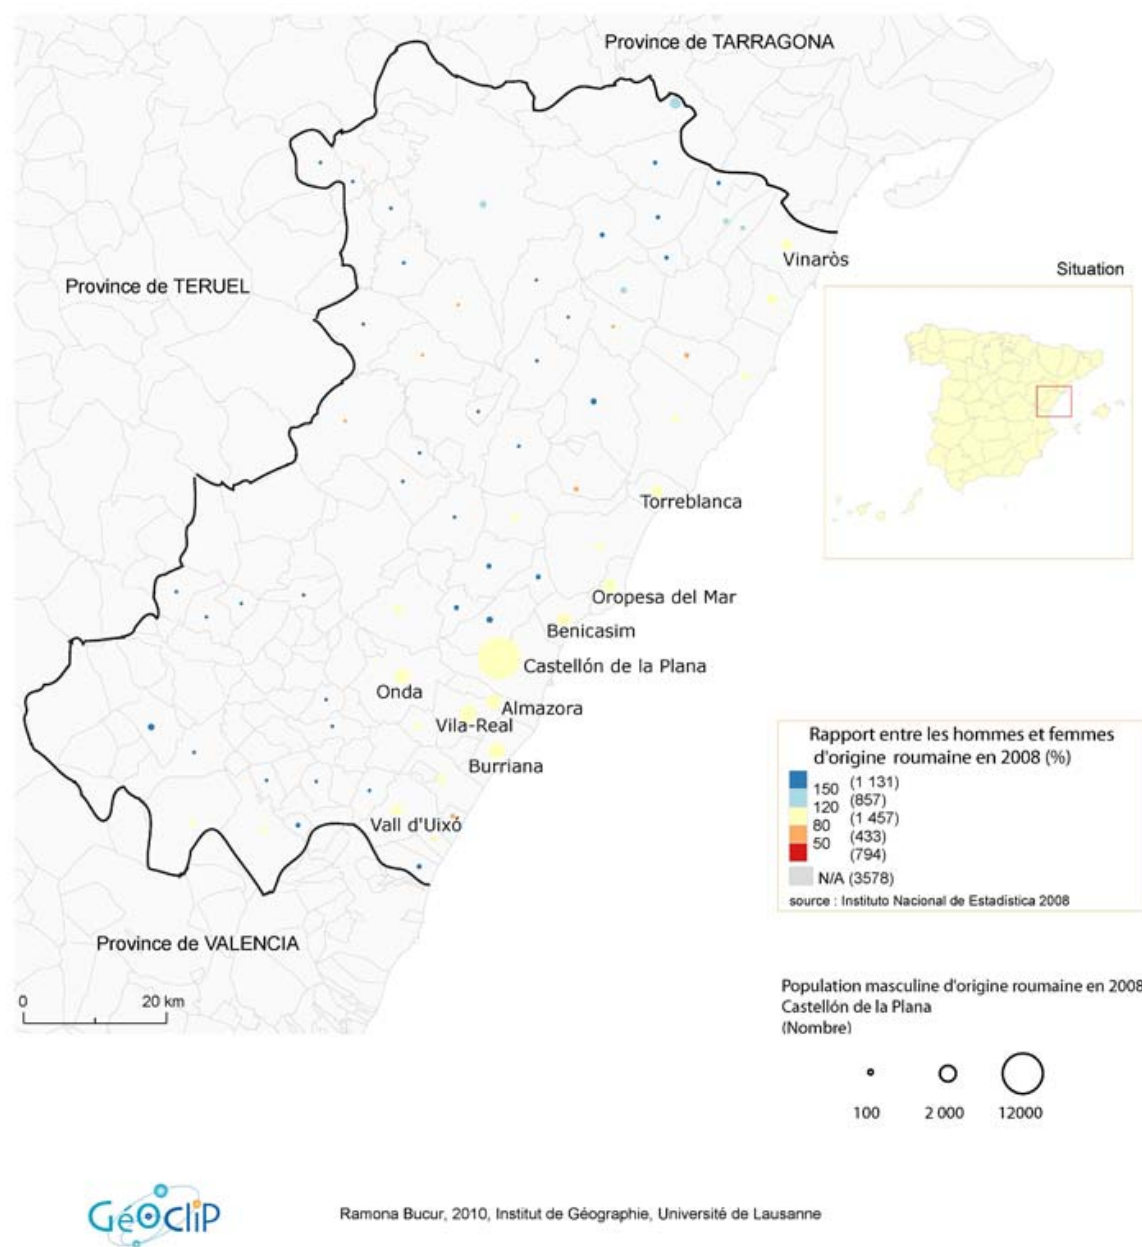 Province de TARRAGONA
Vinaròs
Province de TERUEL
Situation
Torreblanca
Oropesa del Mar
Benicasim
Castellón de la Plana
Onda
Almazora
Vila-Real
Burriana
Vall d'Uixó
Province de VALENCIA
0 20 km
Rapport entre les hommes et femmes
d'origine roumaine en 2008 (%)
(1 131)
150
(857)
120
(1 457)
80
(433)
50
(794)
N/A (3578)
source : Instituto Nacional de Estadística 2008
Population masculine d'origine roumaine en 2008
Castellón de la Plana
(Nombre)
100 2 000 12000
GéOclip
Ramona Bucur, 2010, Institut de Géographie, Université de Lausanne